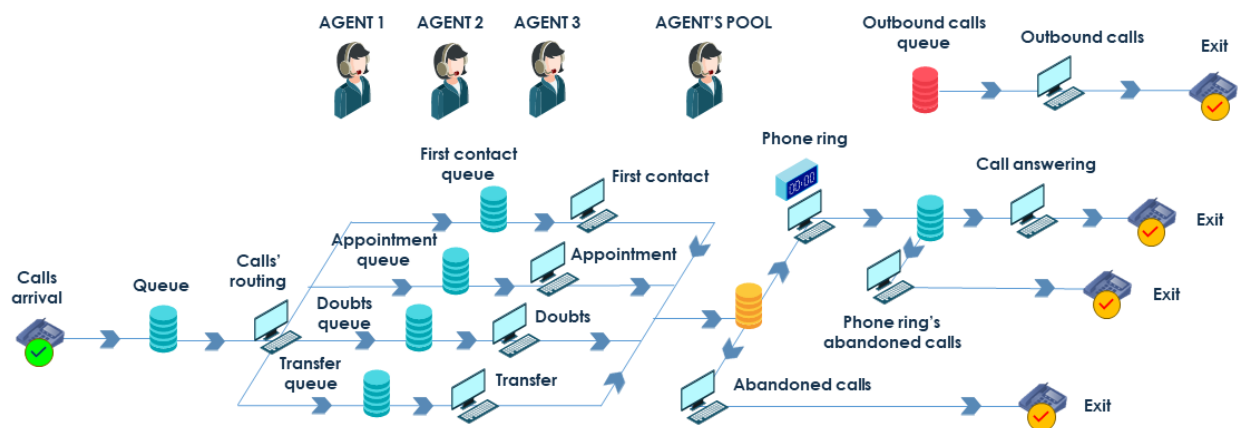 AGENT 1
AGENT 2
AGENT 3
AGENT'S POOL
Outbound calls
queue
Outbound calls
Exit
First contact
queue
First contact
Phone ring
00:00
Call answering
Exit
Appointment
queue
Appointment
Calls
arrival
Queue
Calls'
routing
Doubts
queue
Doubts
Phone ring's
abandoned calls
Exit
Transfer
queue
Transfer
Abandoned calls
Exit